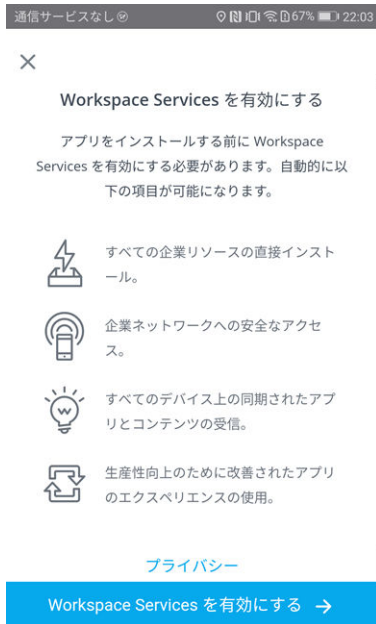 通信サービスなし 67% 22:03
Workspace Services を有効にする
アプリをインストールする前に Workspace
Services を有効にする必要があります。自動的に以
下の項目が可能になります。
すべての企業リソースの直接インスト
ール。
企業ネットワークへの安全なアクセ
ス。
すべてのデバイス上の同期されたアプ
リとコンテンツの受信。
生産性向上のために改善されたアプリ
のエクスペリエンスの使用。
プライバシー
Workspace Services を有効にする →